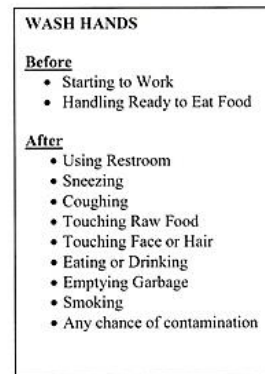 WASH HANDS
Before
• Starting to Work
• Handling Ready to Eat Food
After
• Using Restroom
• Sneezing
• Coughing
• Touching Raw Food
• Touching Face or Hair
• Eating or Drinking
• Emptying Garbage
• Smoking
• Any chance of contamination